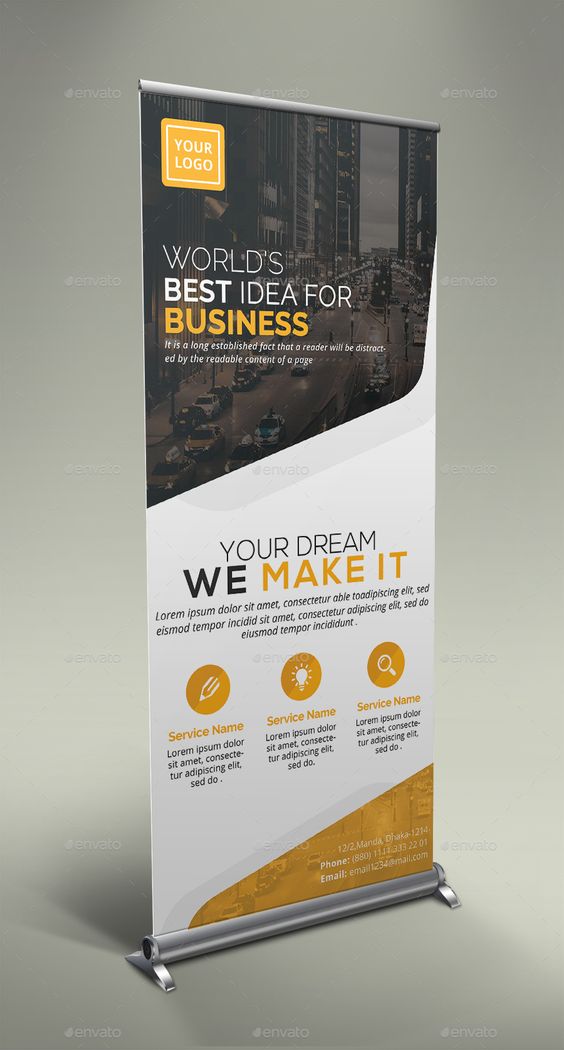 YOUR
LOGO
WORLD'S
BEST IDEA FOR
BUSINESS
It is a long established fact that a reader will be distract-
ed by the readable content of a page
YOUR DREAM
WE MAKE IT
Lorem ipsum dolor sit amet, consectetur able toadipiscing elit, sed
eismod tempor incidid sit amet, consectetur adipiscing elit, sed do
eiusmod tempor incididunt .
Service Name
Lorem ipsum dolor
sit amet, consecte-
tur adipiscing elit,
sed do .
Service Name
Lorem ipsum dolor
sit amet, consecte-
tur adipiscing elit,
sed do.
Service Name
Lorem ipsum dolor
sit amet, consecte-
tur adipiscing elit,
sed do .
12/2,Manda, Dhaka-1214
Phone: (880) 1111 333 22 01
Email: email1234@mail.com
envato